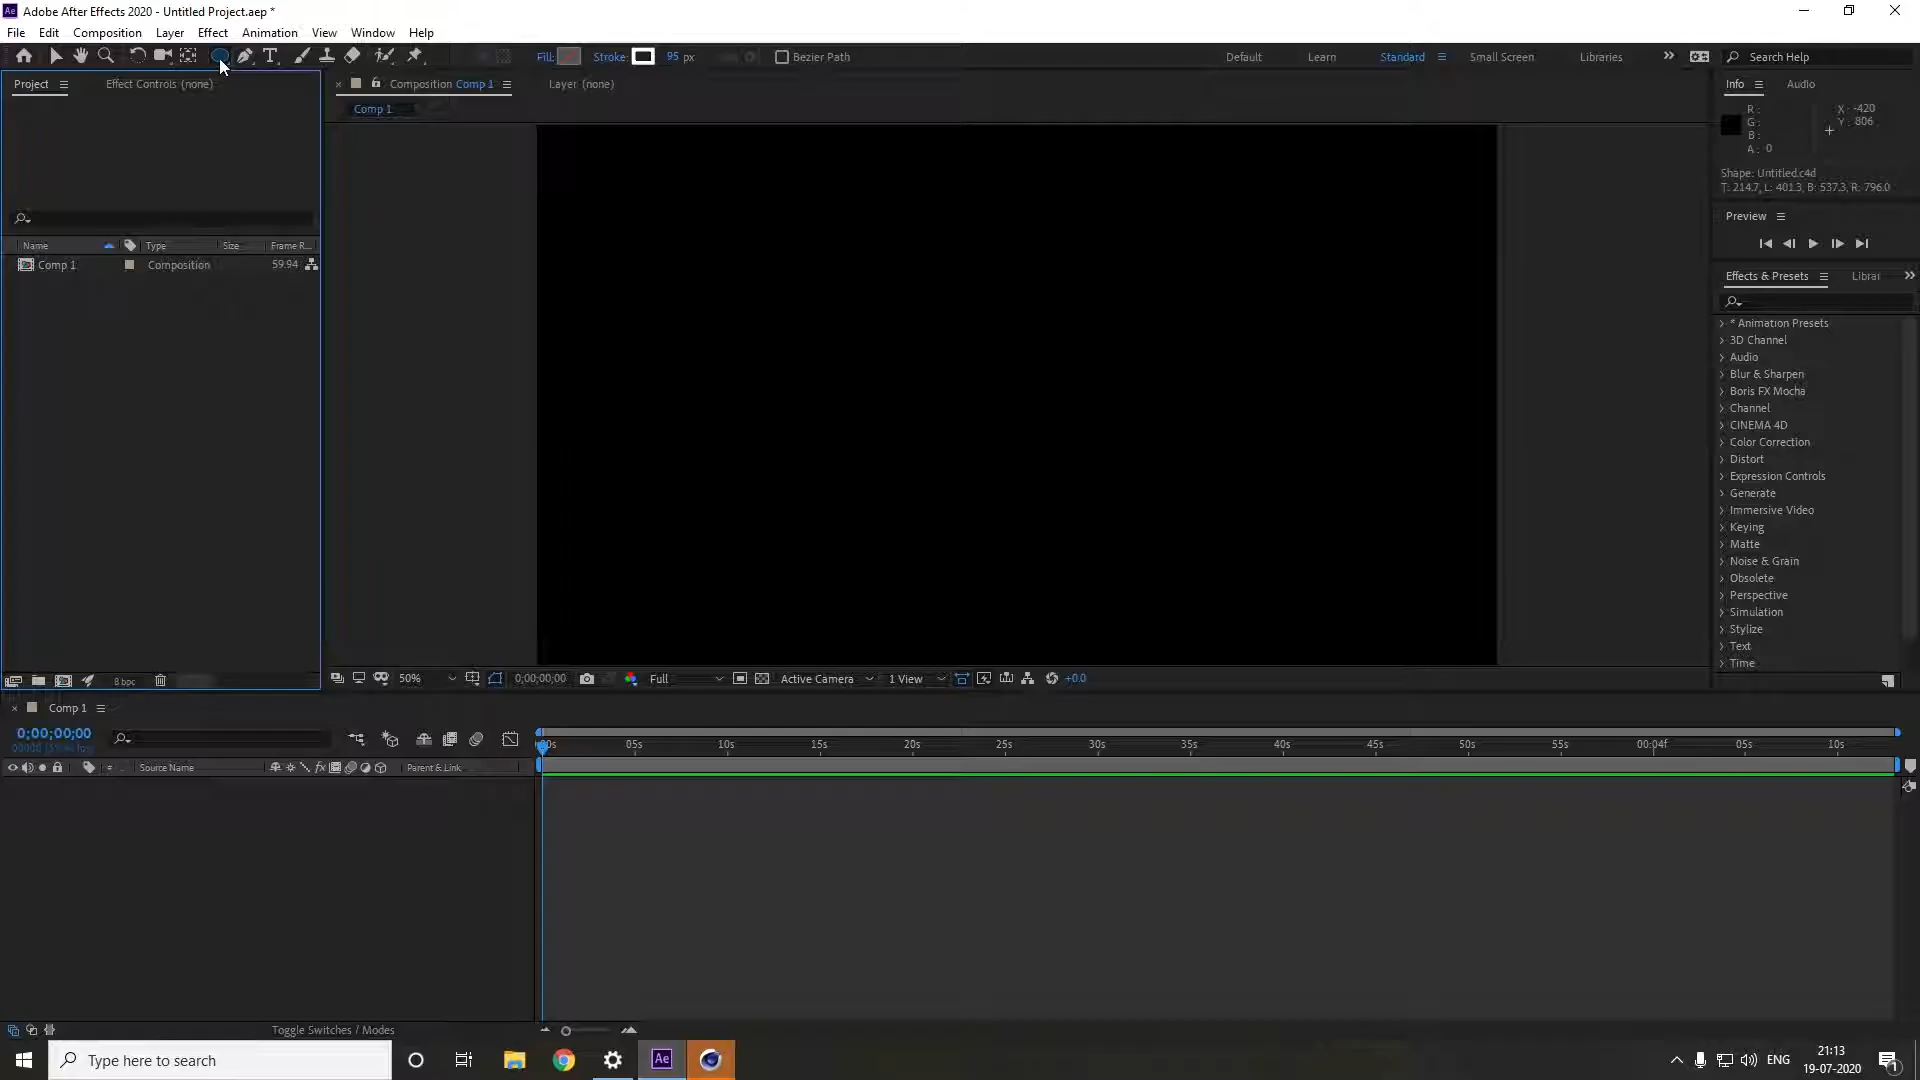 Ae Adobe After Effects 2020 - Untitled Project.aep *
File Edit Composition Layer Effect Animation View Window Help
Fill: Stroke: 95 px Bezier Path Default Learn Standard Small Screen Libraries Search Help
Project Effect Controls (none) Composition Comp 1 Layer (none) Info Audio
Comp 1
R :
G :
B :
A : 0
X : -420
Y : 806
Shape: Untitled.c4d
T: 214.7, L: 401.3, B: 537.3, R: 796.0
Preview
Name Type Size Frame R...
Comp 1 Composition 59.94
Effects & Presets Librar
* Animation Presets
3D Channel
Audio
Blur & Sharpen
Boris FX Mocha
Channel
CINEMA 4D
Color Correction
Distort
Expression Controls
Generate
Immersive Video
Keying
Matte
Noise & Grain
Obsolete
Perspective
Simulation
Stylize
Text
Time
8 bpc 50% 0;00;00;00 Full Active Camera 1 View +0.0
Comp 1
0;00;00;00
05s 10s 15s 20s 25s 30s 35s 40s 45s 50s 55s 00:04f 05s 10s
# Source Name fx Parent & Link
Toggle Switches / Modes
Type here to search Ae ENG 21:13
19-07-2020
1